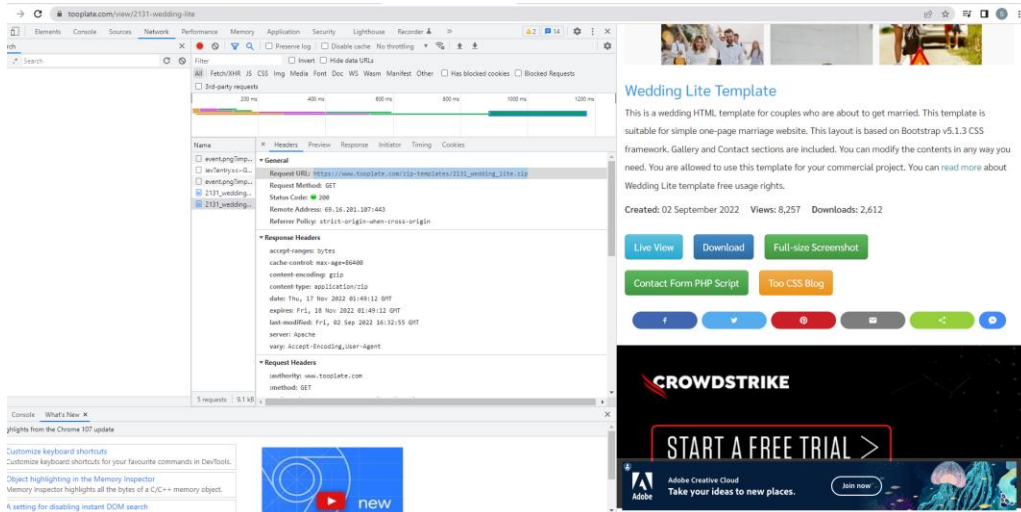 tooplate.com/view/2131-wedding-lite
Elements Console Sources Network Performance Memory Application Security Lighthouse Recorder
2 14
Search
Preserve log Disable cache No throttling
Filter Invert Hide data URLs
All Fetch/XHR JS CSS Img Media Font Doc WS Wasm Manifest Other Has blocked cookies Blocked Requests
3rd-party requests
200 ms 400 ms 600 ms 800 ms 1000 ms 1200 ms
Name
event.png?imp...
event.png?imp...
2131_wedding...
2131_wedding...
5 requests 9.1 kB
Headers Preview Response Initiator Timing Cookies
General
Request URL: https://www.tooplate.com/zip-templates/2131_wedding_lite.zip
Request Method: GET
Status Code: 200
Remote Address: 69.16.201.187:443
Referrer Policy: strict-origin-when-cross-origin
Response Headers
accept-ranges: bytes
cache-control: max-age=86400
content-encoding: gzip
content-type: application/zip
date: Thu, 17 Nov 2022 01:49:12 GMT
expires: Fri, 18 Nov 2022 01:49:12 GMT
last-modified: Fri, 02 Sep 2022 16:32:55 GMT
server: Apache
vary: Accept-Encoding,User-Agent
Request Headers
:authority: www.tooplate.com
:method: GET
Console What's New
ghlights from the Chrome 107 update
Customize keyboard shortcuts
Customize keyboard shortcuts for your favourite commands in DevTools.
Object highlighting in the Memory Inspector
Memory Inspector highlights all the bytes of a C/C++ memory object.
A setting for disabling instant DOM search
new
Wedding Lite Template
This is a wedding HTML template for couples who are about to get married. This template is
suitable for simple one-page marriage website. This layout is based on Bootstrap v5.1.3 CSS
framework. Gallery and Contact sections are included. You can modify the contents in any way you
need. You are allowed to use this template for your commercial project. You can read more about
Wedding Lite template free usage rights.
Created: 02 September 2022 Views: 8,257 Downloads: 2,612
Live View Download Full-size Screenshot
Contact Form PHP Script Too CSS Blog
CROWDSTRIKE
START A FREE TRIAL >
Adobe
Adobe Creative Cloud
Take your ideas to new places.
Join now